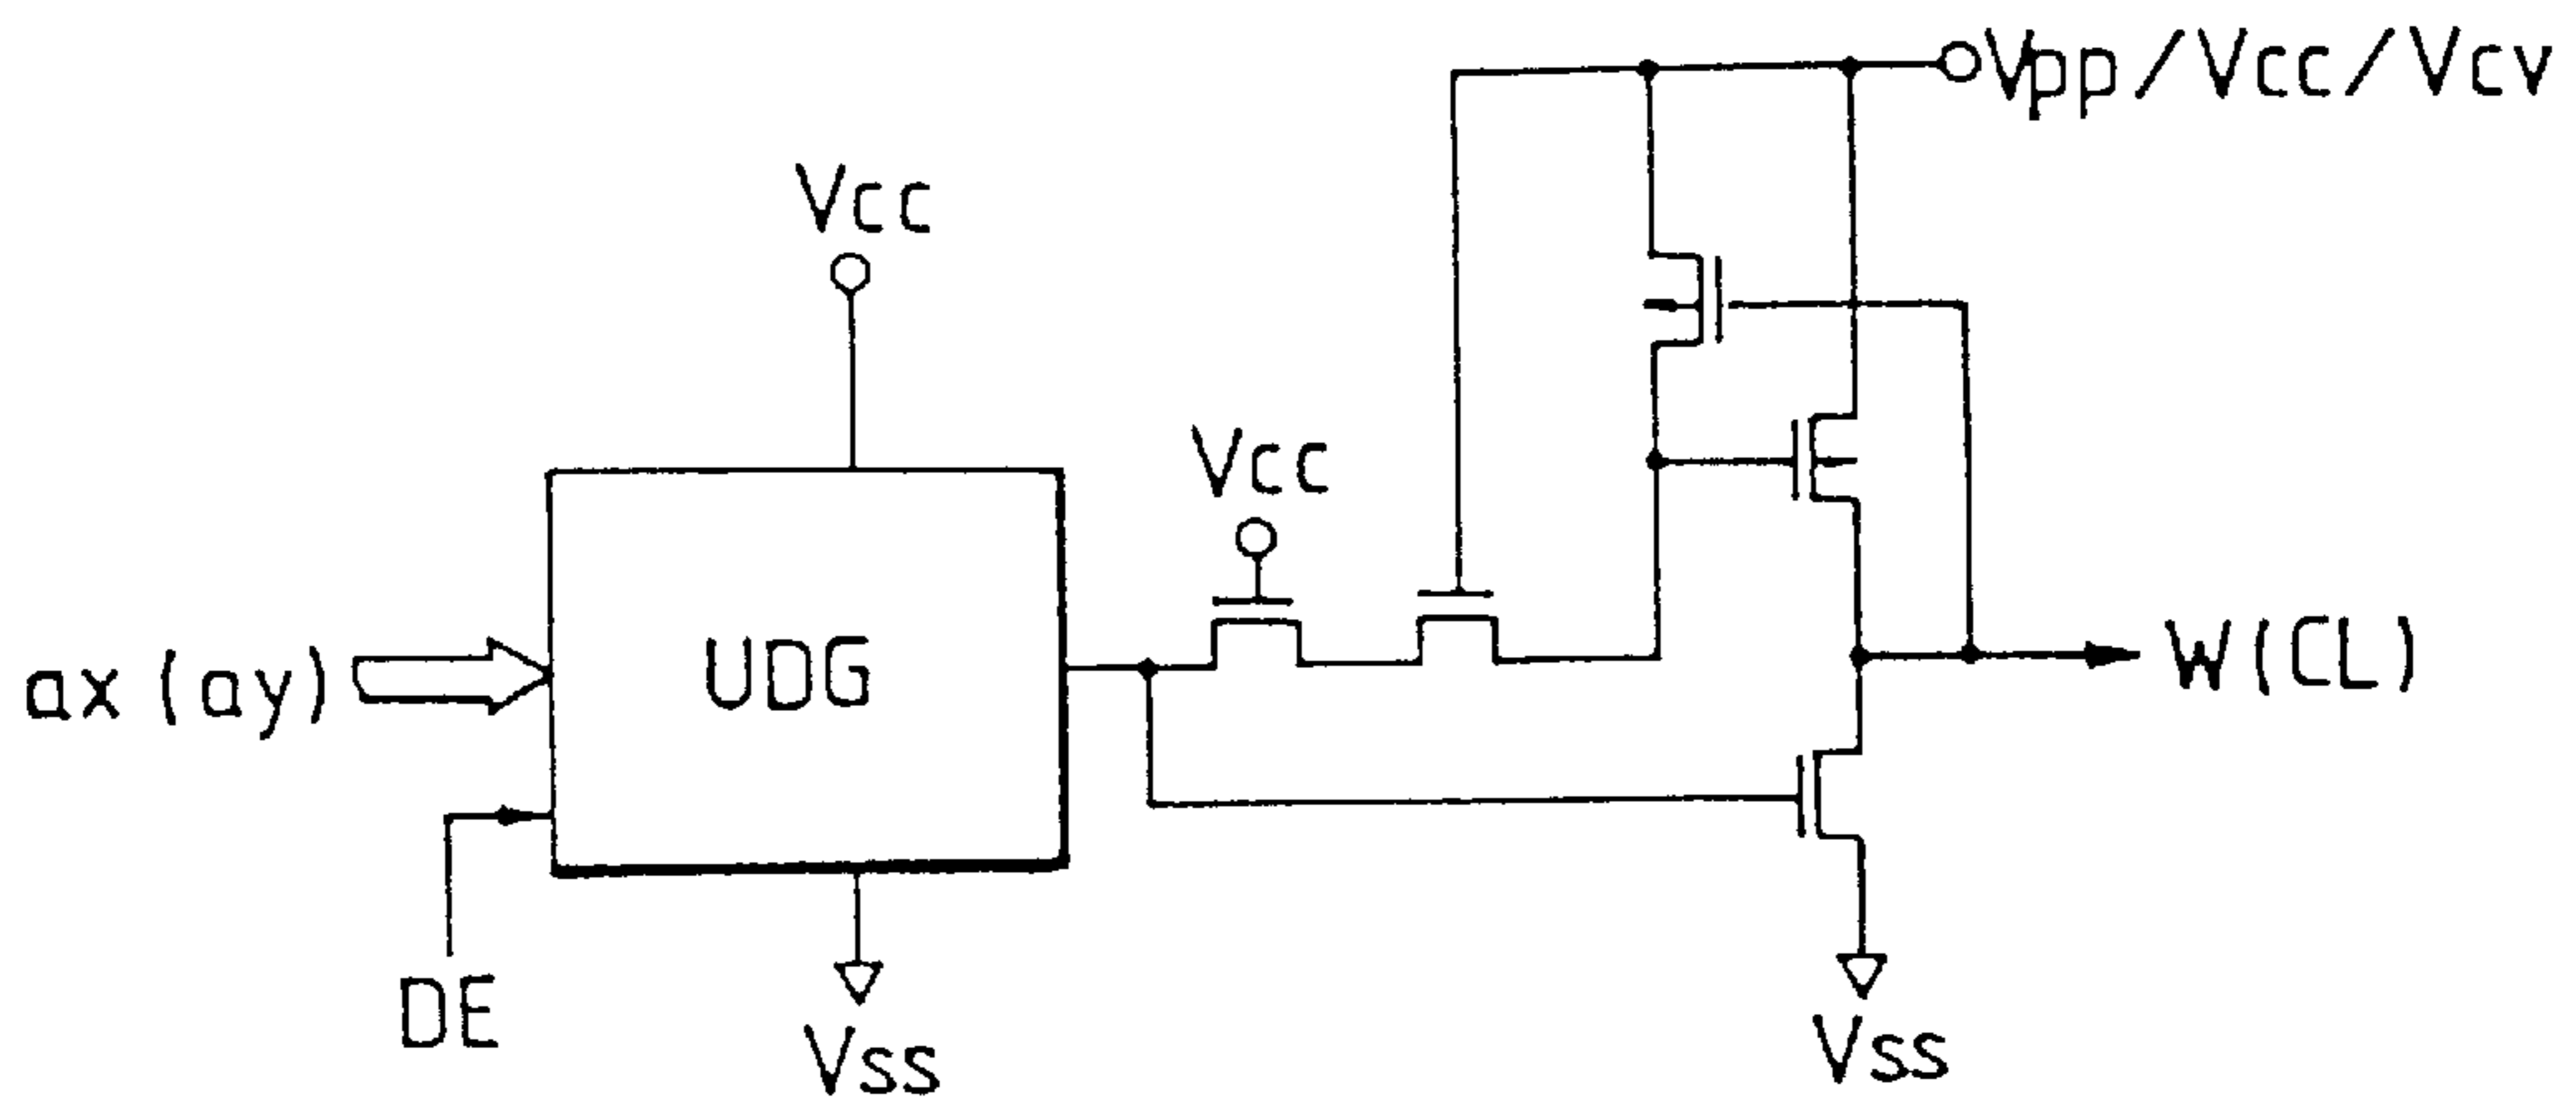 Vpp/Vcc/Vcv
Vcc
Vcc
ax (ay)
UDG
W(CL)
DE
Vss
Vss